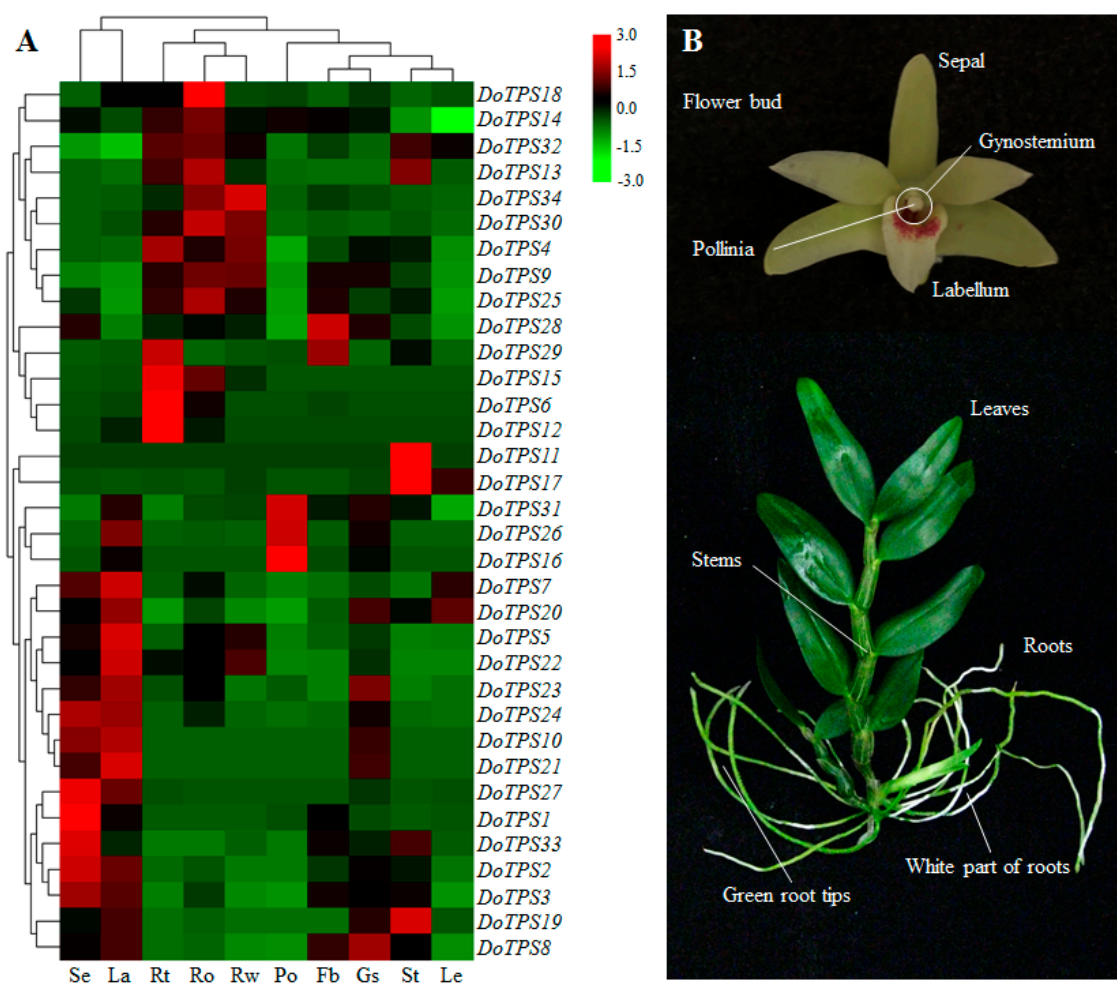 A
3.0
1.5
0.0
-1.5
-3.0
DoTPS18
DoTPS14
DoTPS32
DoTPS13
DoTPS34
DoTPS30
DoTPS4
DoTPS9
DoTPS25
DoTPS28
DoTPS29
DoTPS15
DoTPS6
DoTPS12
DoTPS11
DoTPS17
DoTPS31
DoTPS26
DoTPS16
DoTPS7
DoTPS20
DoTPS5
DoTPS22
DoTPS23
DoTPS24
DoTPS10
DoTPS21
DoTPS27
DoTPS1
DoTPS33
DoTPS2
DoTPS3
DoTPS19
DoTPS8
Se La Rt Ro Rw Po Fb Gs St Le
B
Sepal
Flower bud
Gynostemium
Pollinia
Labellum
Leaves
Stems
Roots
White part of roots
Green root tips